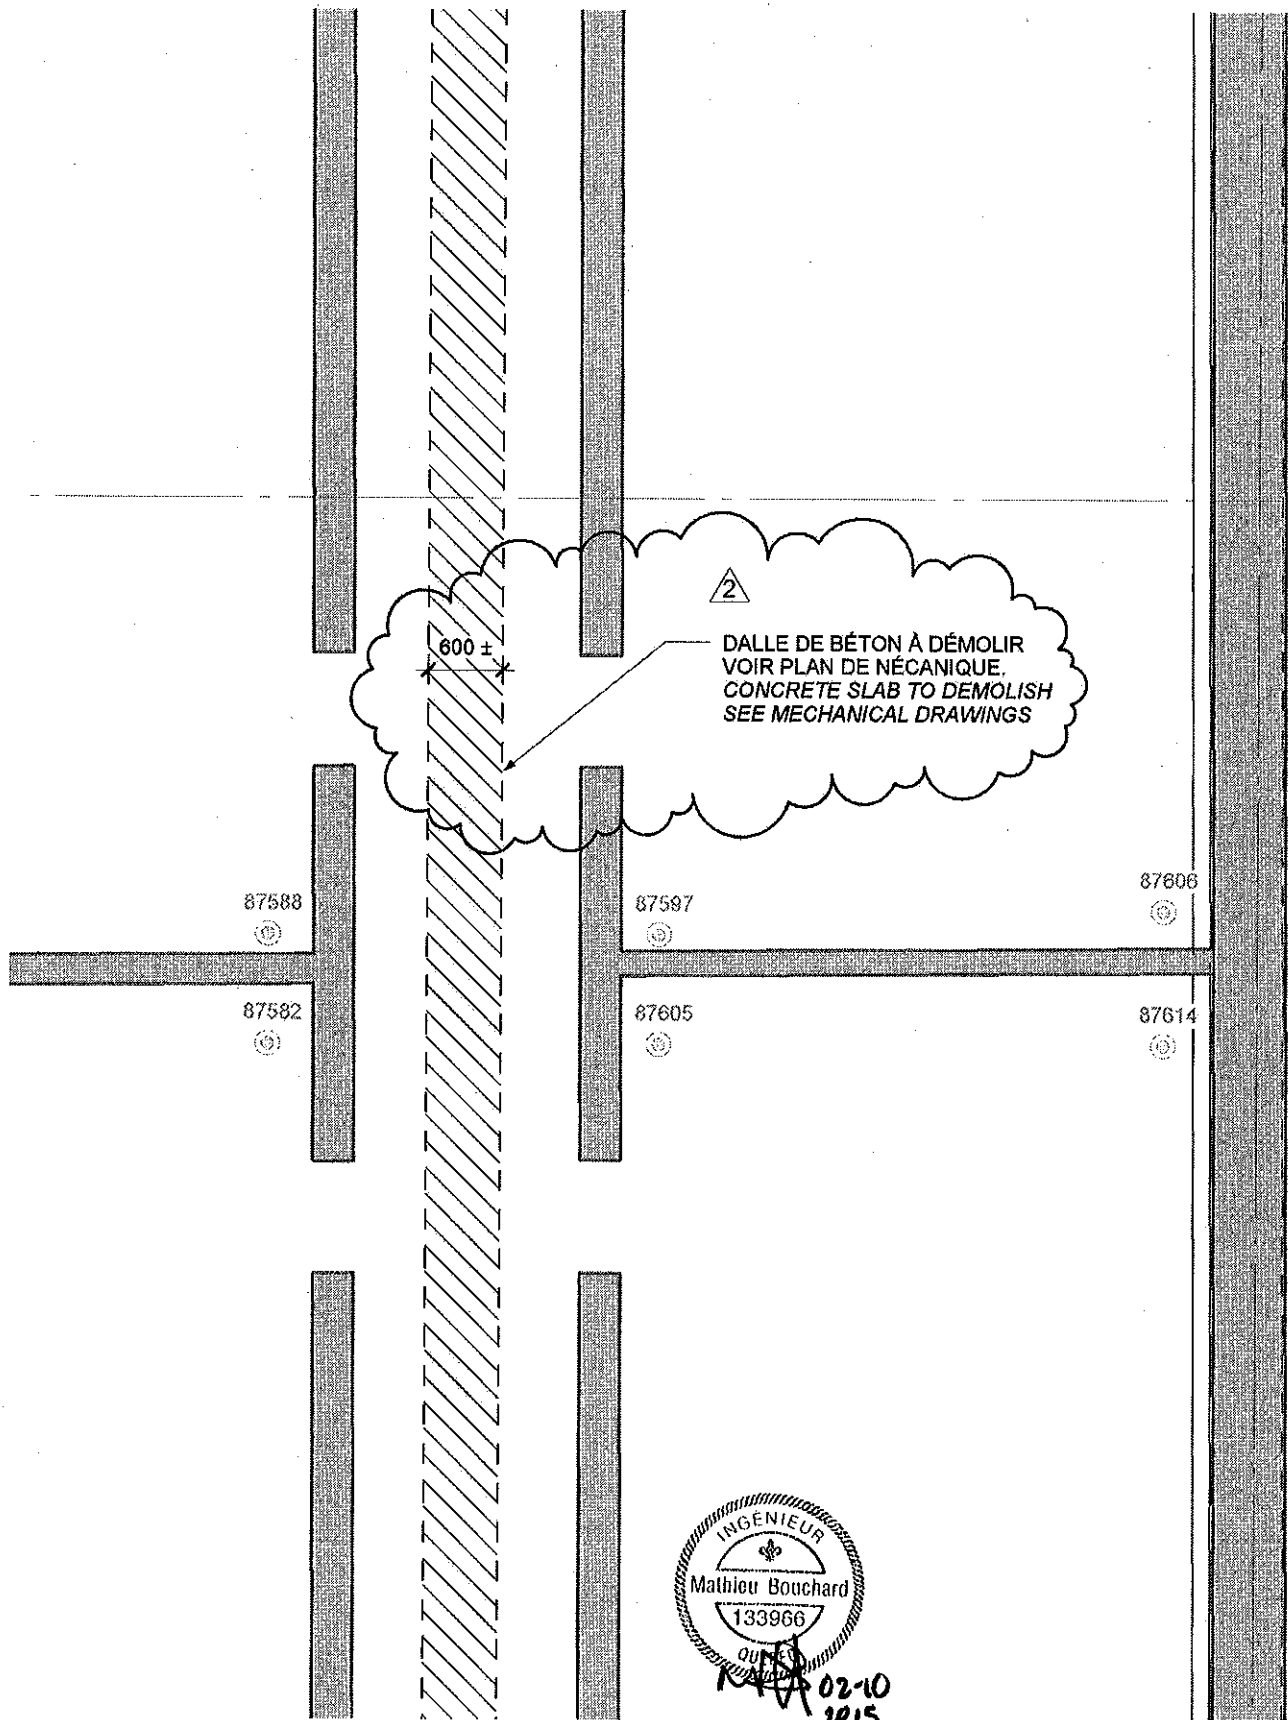 2
600 ±
DALLE DE BÉTON À DÉMOLIR
VOIR PLAN DE NÉCANIQUE.
CONCRETE SLAB TO DEMOLISH
SEE MECHANICAL DRAWINGS
87588
87597
87606
87582
87605
87614
INGÉNIEUR
Mathieu Bouchard
133966
02-10
2015